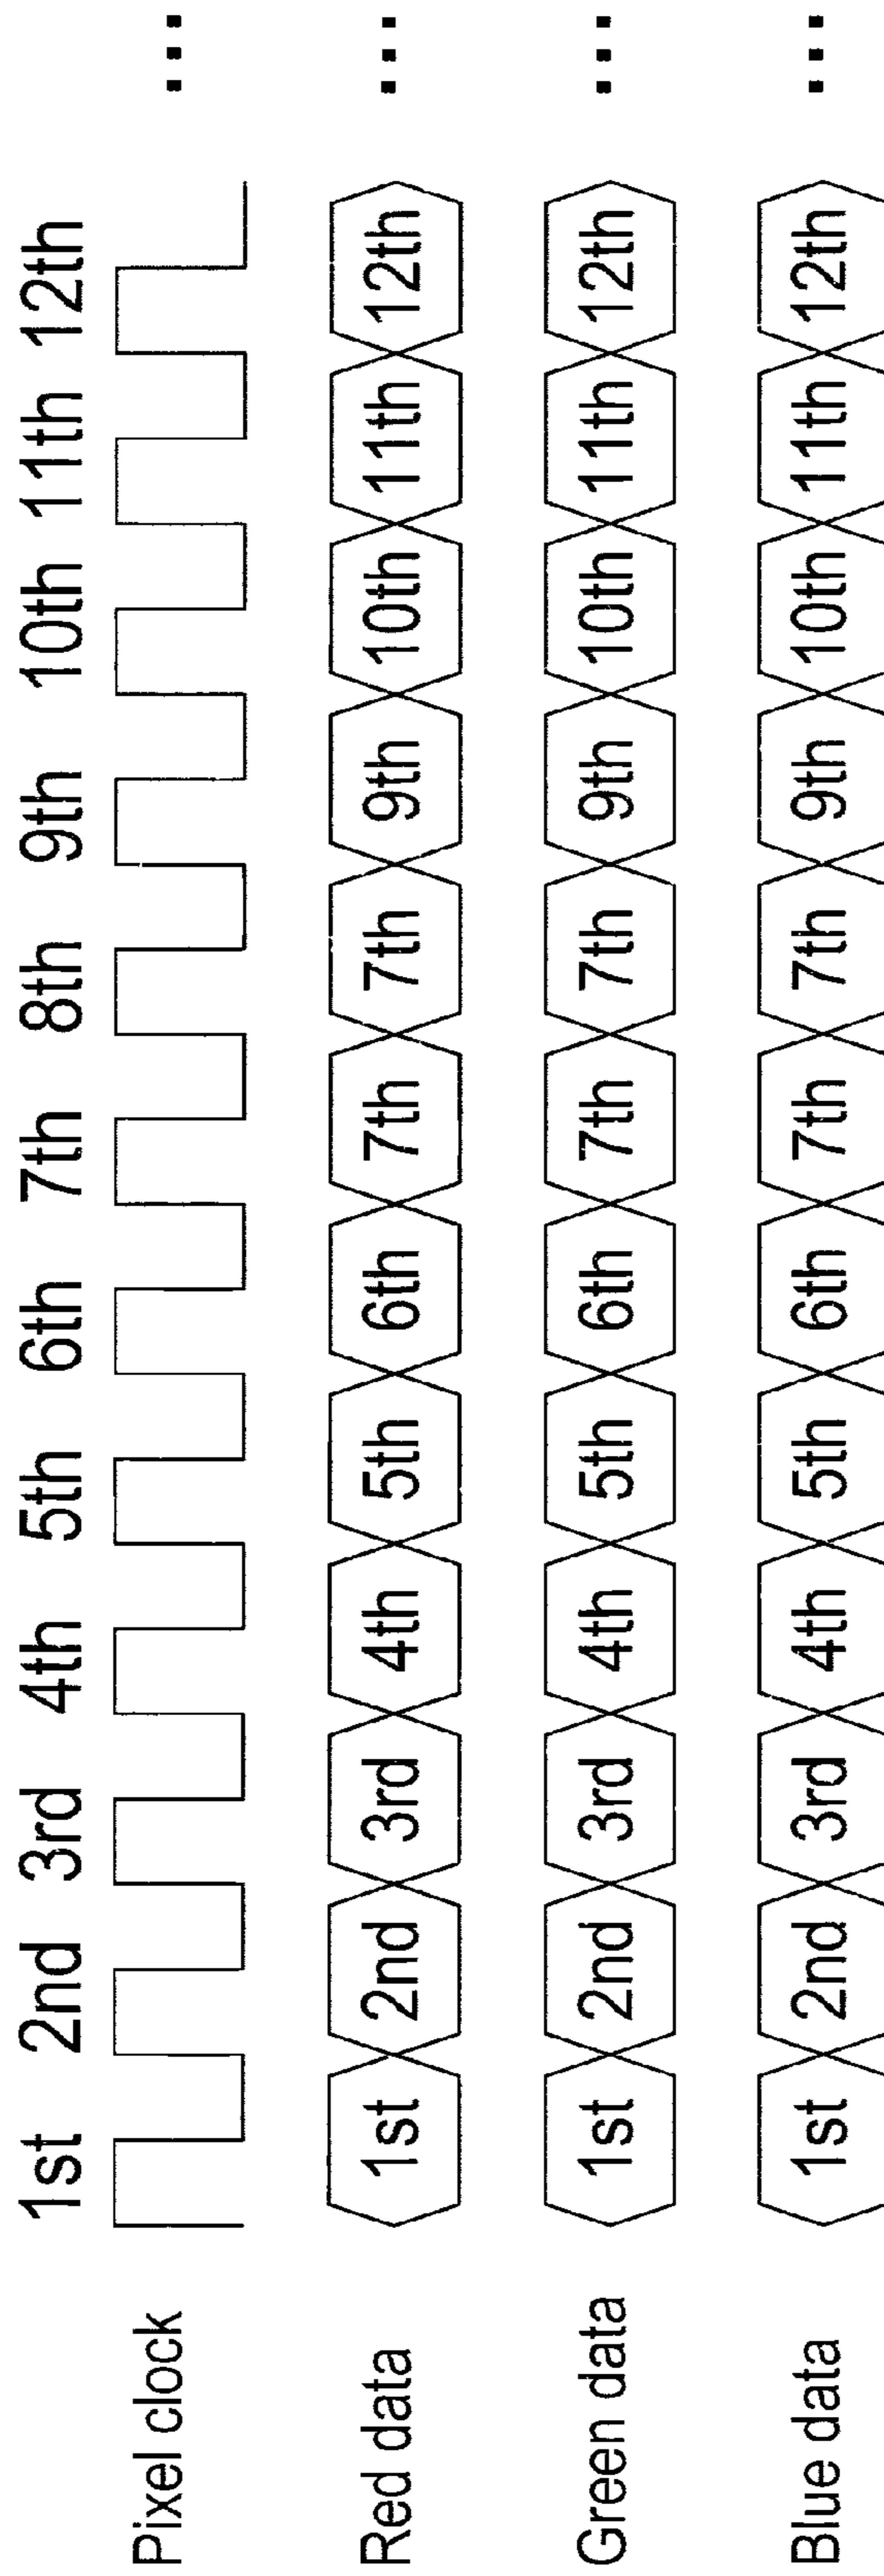 1st 2nd 3rd 4th 5th 6th 7th 8th 9th 10th 11th 12th
Pixel clock ...
Red data 1st 2nd 3rd 4th 5th 6th 7th 7th 9th 10th 11th 12th ...
Green data 1st 2nd 3rd 4th 5th 6th 7th 7th 9th 10th 11th 12th ...
Blue data 1st 2nd 3rd 4th 5th 6th 7th 7th 9th 10th 11th 12th ...